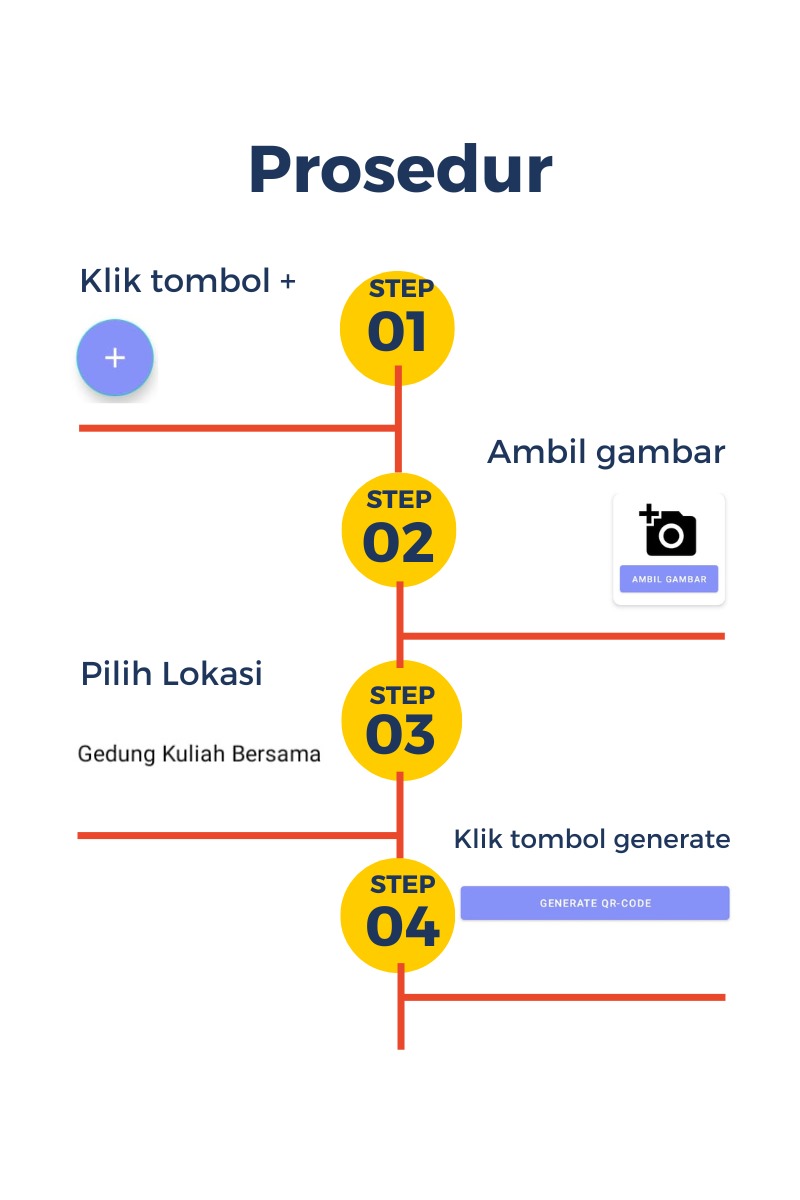 Prosedur
Klik tombol +
+
STEP
01
Ambil gambar
AMBIL GAMBAR
STEP
02
Pilih Lokasi
Gedung Kuliah Bersama
STEP
03
Klik tombol generate
GENERATE QR-CODE
STEP
04